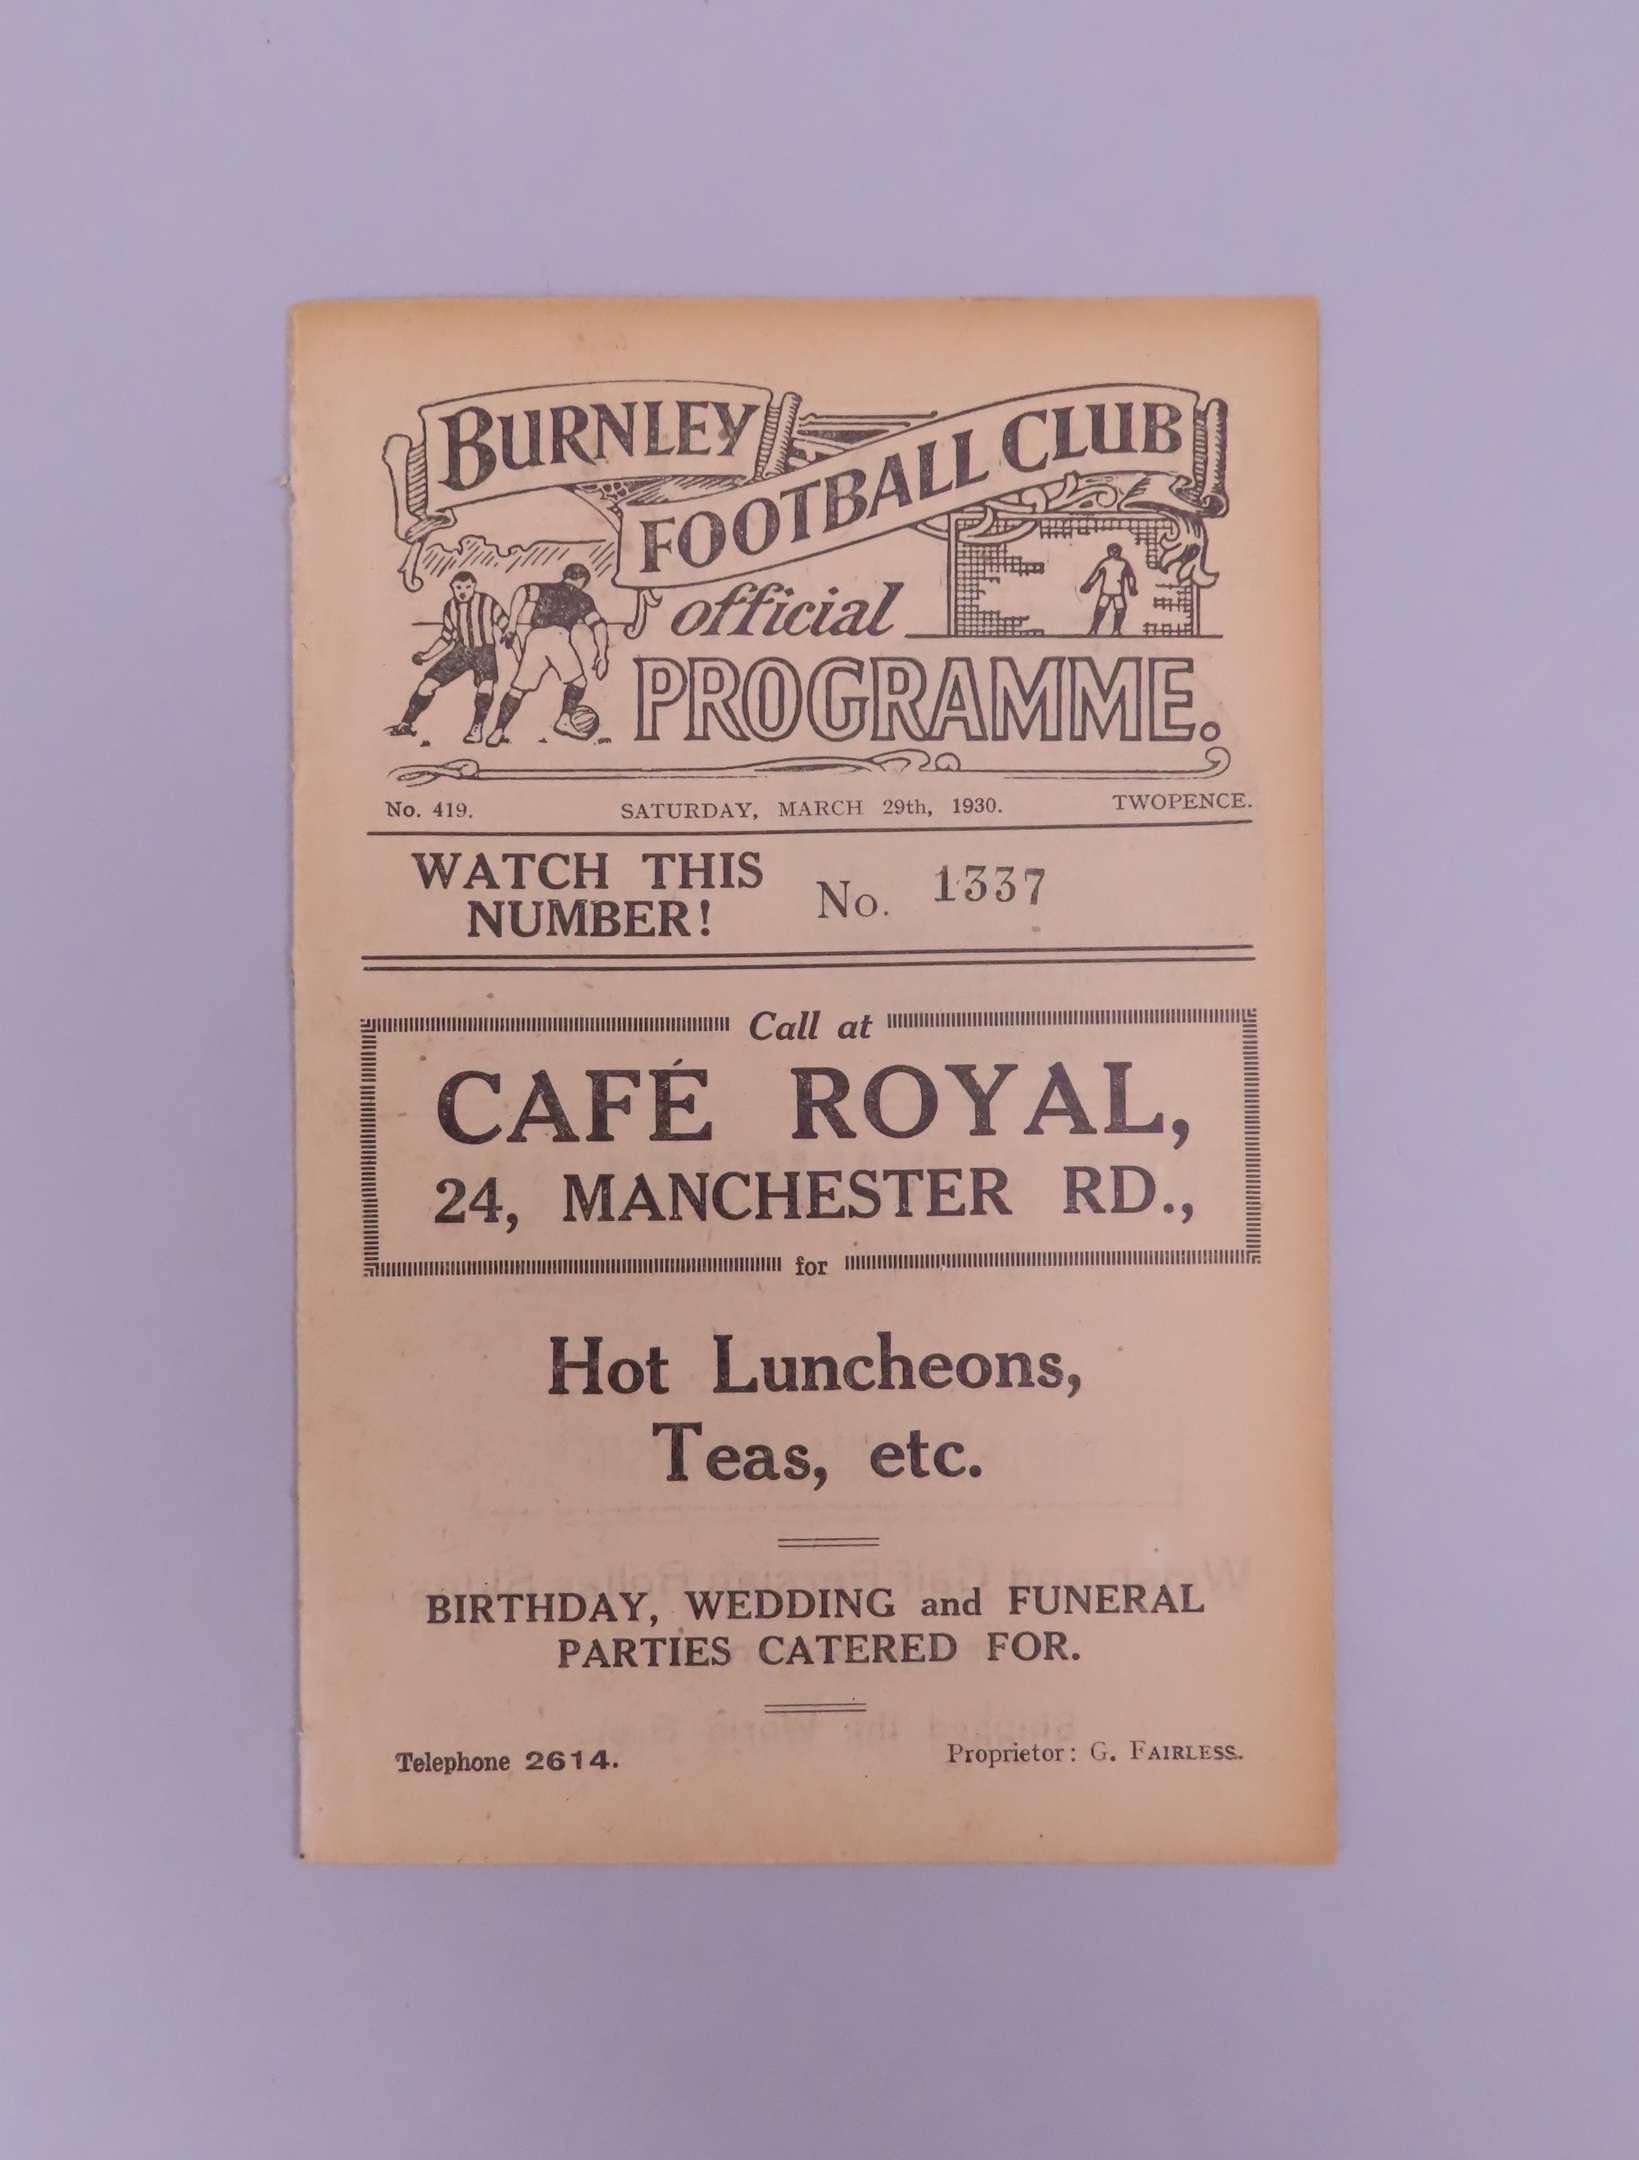 BURNLEY
FOOTBALL CLUB
official
PROGRAMME.
No. 419. SATURDAY, MARCH 29th, 1930. TWOPENCE.
WATCH THIS
NUMBER!
No. 1337
Call at
CAFÉ ROYAL,
24, MANCHESTER RD.,
for
Hot Luncheons,
Teas, etc.
BIRTHDAY, WEDDING and FUNERAL
PARTIES CATERED FOR.
Telephone 2614. Proprietor: G. FAIRLESS.